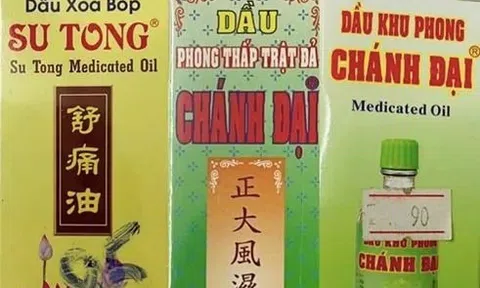 Dầu Xoa Bóp
SU TONG®
Su Tong Medicated Oil
舒痛油
95
DẦU
PHONG THẤP TRẬT ĐẢ
CHÁNH ĐẠI
正大風濕
DẦU KHU PHONG
CHÁNH ĐẠI®
Medicated Oil
90
DẦU KHU PHONG
CHÁNH ĐẠI